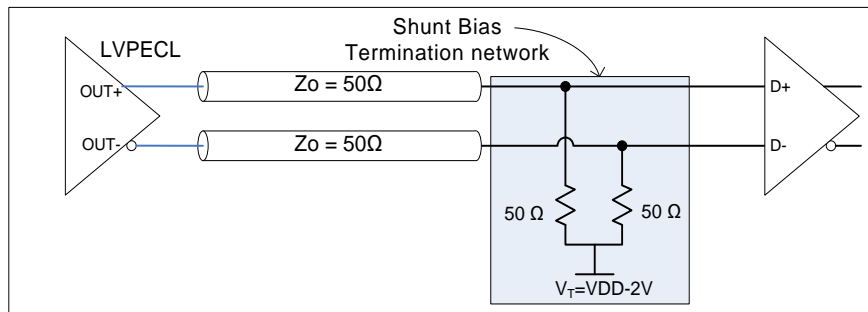 Shunt Bias
Termination network
LVPECL
OUT+
Zo = 50Ω
D+
OUT-
Zo = 50Ω
D-
50 Ω
50 Ω
VT=VDD-2V